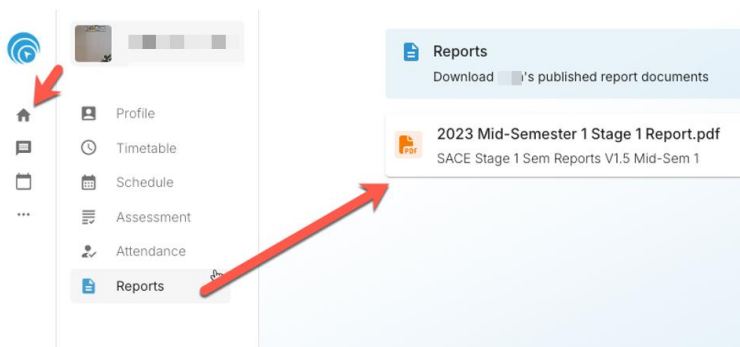 Profile
Timetable
Schedule
Assessment
Attendance
Reports
Reports
Download 's published report documents
PDF
2023 Mid-Semester 1 Stage 1 Report.pdf
SACE Stage 1 Sem Reports V1.5 Mid-Sem 1